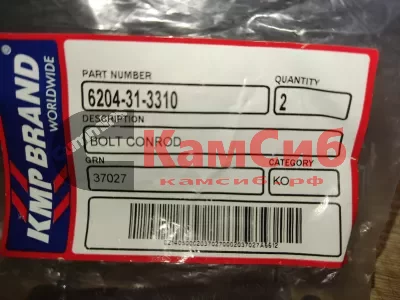 KMP BRAND
WORLDWIDE
PART NUMBER
6204-31-3310
QUANTITY
2
DESCRIPTION
BOLT CONROD
КамСиб
камсиб.рф
GRN
37027
CATEGORY
KO